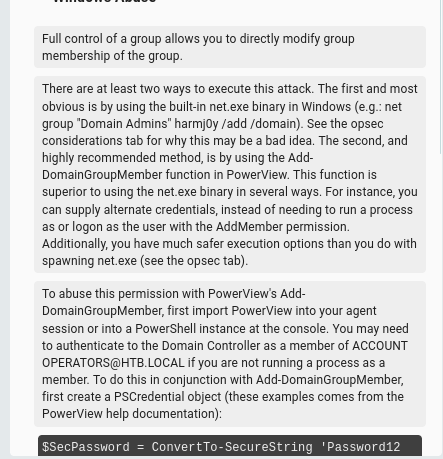 Windows Abuse
Full control of a group allows you to directly modify group
membership of the group.
There are at least two ways to execute this attack. The first and most
obvious is by using the built-in net.exe binary in Windows (e.g.: net
group "Domain Admins" harmj0y /add /domain). See the opsec
considerations tab for why this may be a bad idea. The second, and
highly recommended method, is by using the Add-
DomainGroupMember function in PowerView. This function is
superior to using the net.exe binary in several ways. For instance, you
can supply alternate credentials, instead of needing to run a process
as or logon as the user with the AddMember permission.
Additionally, you have much safer execution options than you do with
spawning net.exe (see the opsec tab).
To abuse this permission with PowerView's Add-
DomainGroupMember, first import PowerView into your agent
session or into a PowerShell instance at the console. You may need
to authenticate to the Domain Controller as a member of ACCOUNT
OPERATORS@HTB.LOCAL if you are not running a process as a
member. To do this in conjunction with Add-DomainGroupMember,
first create a PSCredential object (these examples comes from the
PowerView help documentation):
$SecPassword = ConvertTo-SecureString 'Password12